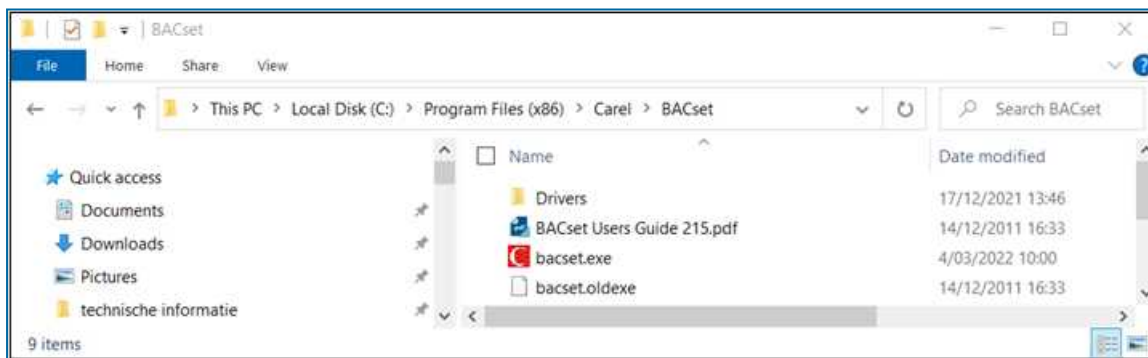 BACset
File Home Share View
This PC > Local Disk (C:) > Program Files (x86) > Carel > BACset
Search BACset
Name Date modified
Quick access
Documents
Downloads
Pictures
technische informatie
Drivers 17/12/2021 13:46
BACset Users Guide 215.pdf 14/12/2011 16:33
bacset.exe 4/03/2022 10:00
bacset.oldexe 14/12/2011 16:33
9 items